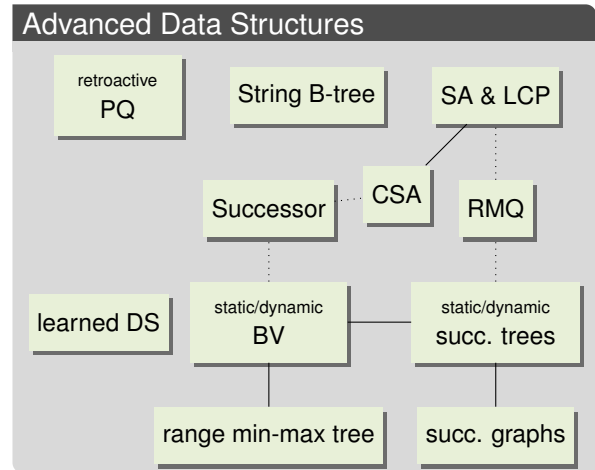 Advanced Data Structures
retroactive
PQ
String B-tree
SA & LCP
CSA
Successor
RMQ
static/dynamic
BV
static/dynamic
succ. trees
learned DS
range min-max tree
succ. graphs